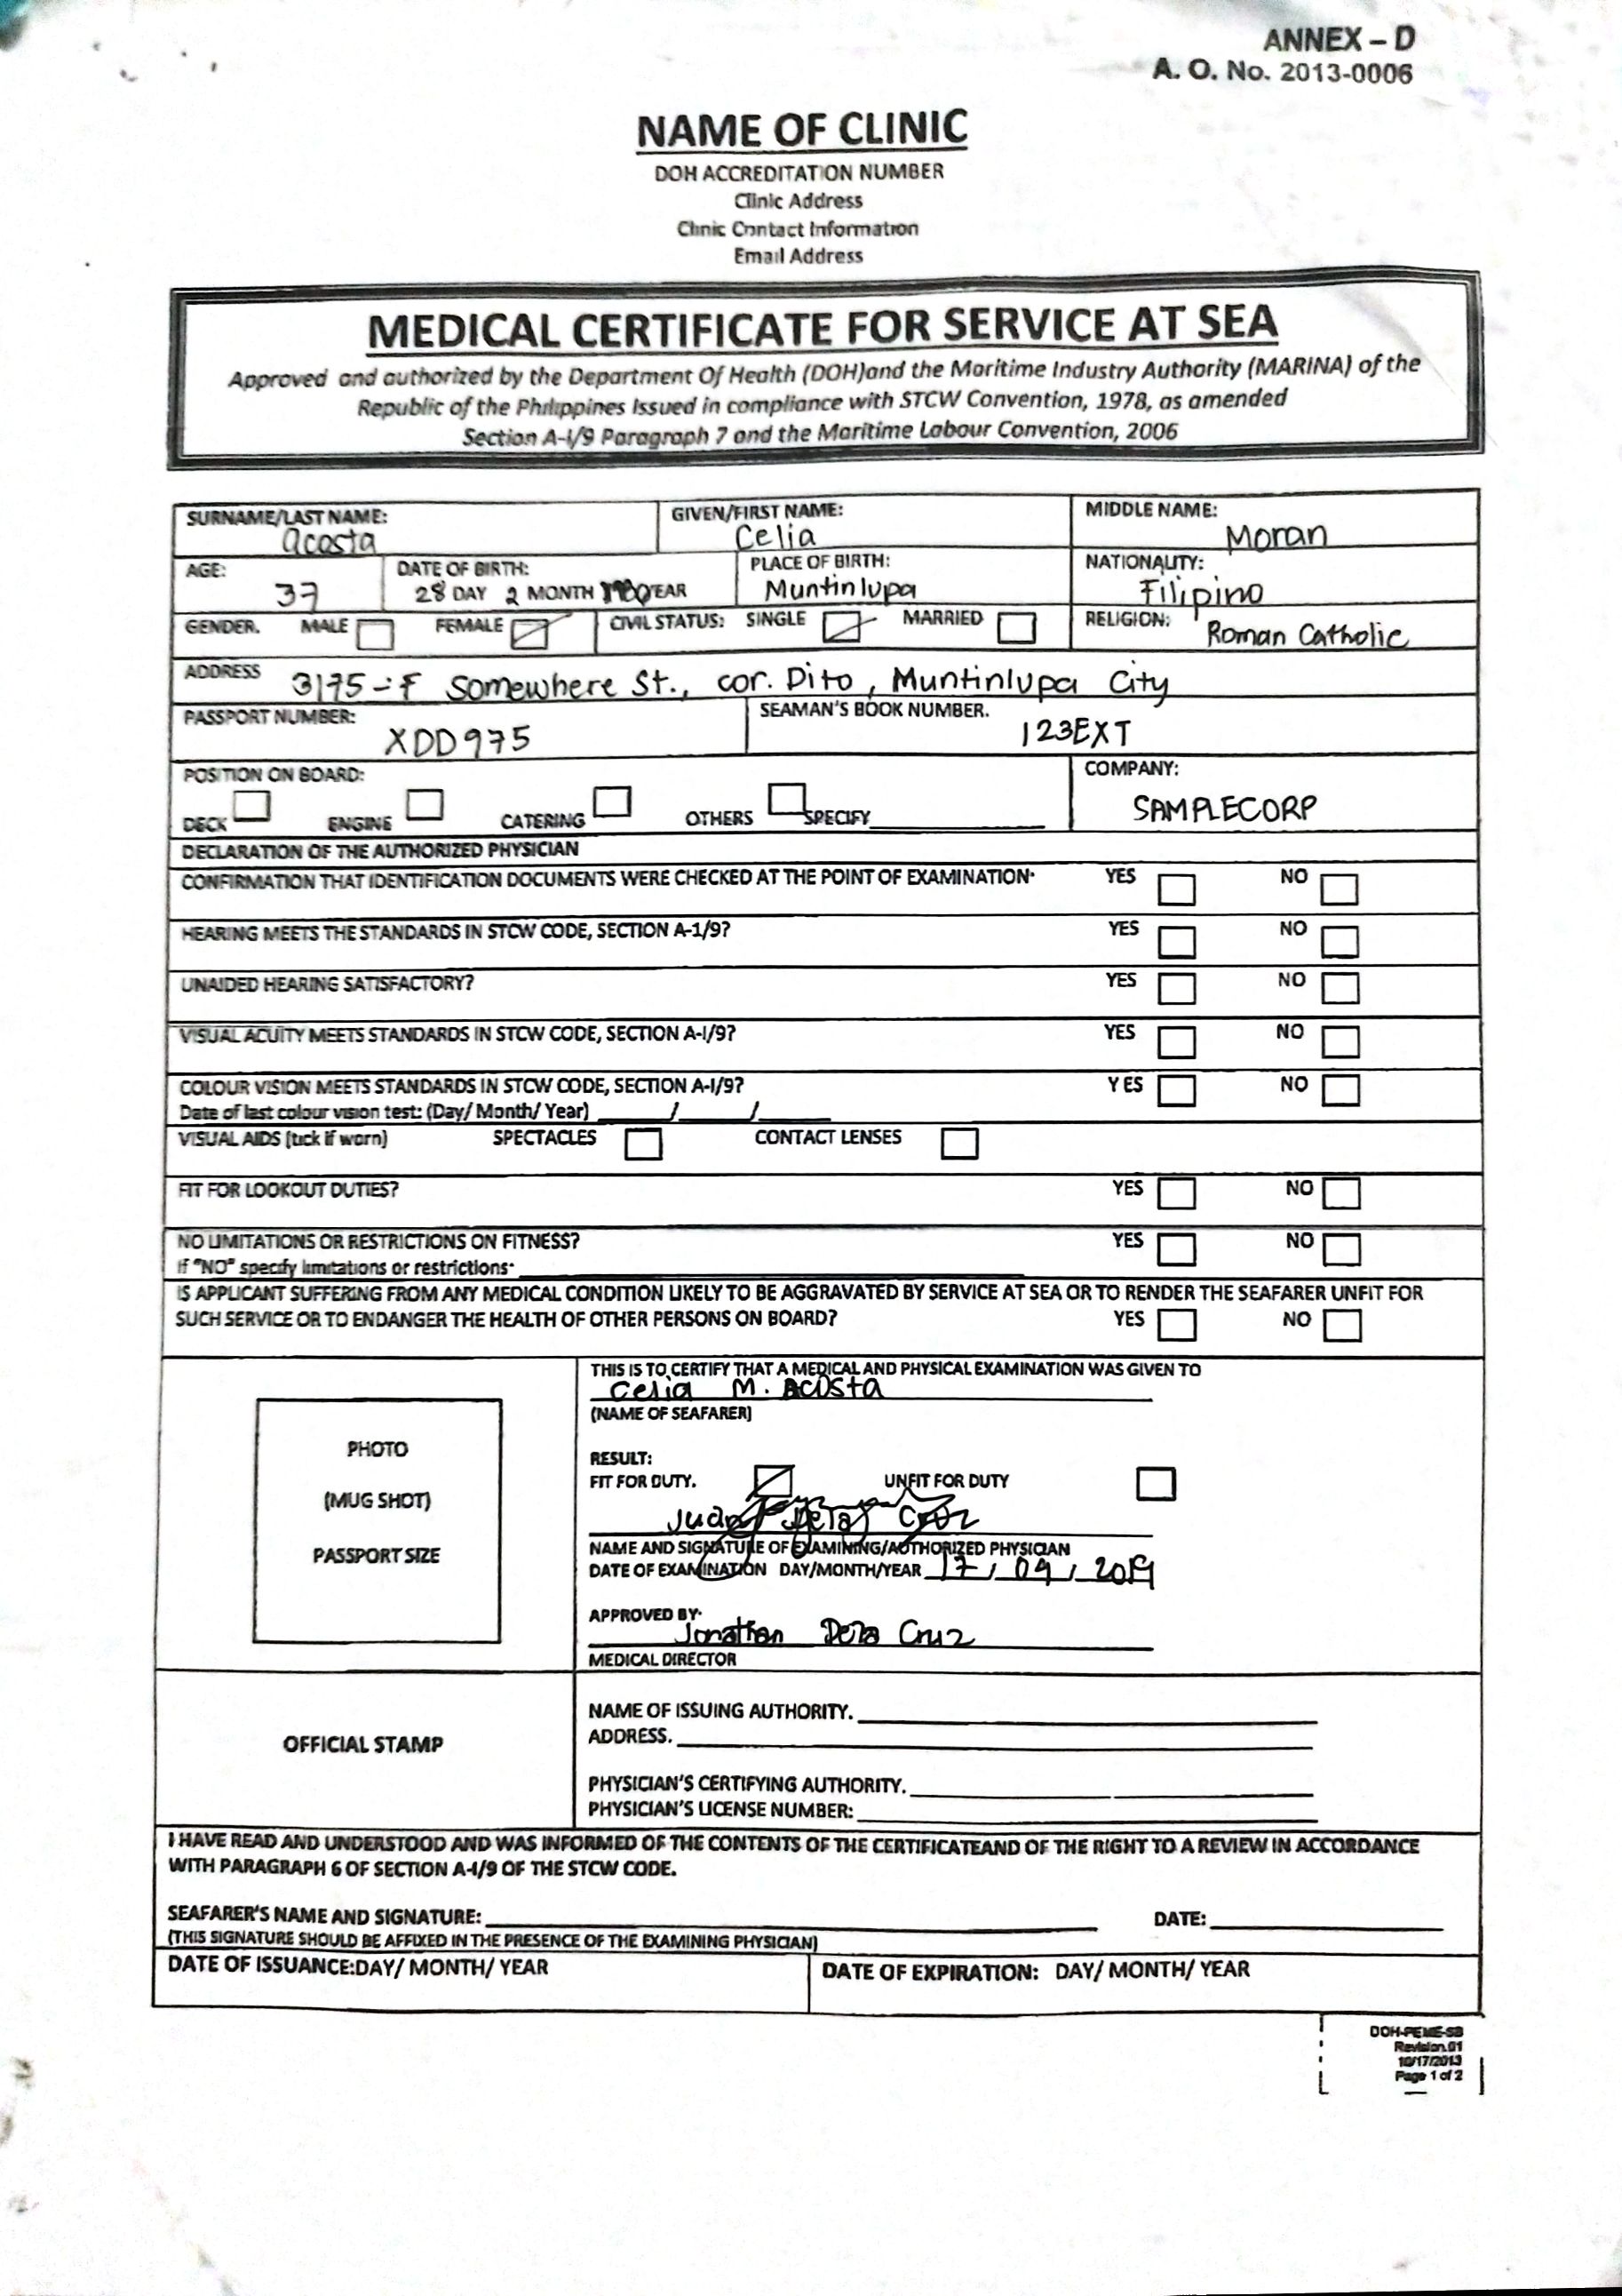 ANNEX – D
A. O. No. 2013-0006
NAME OF CLINIC
DOH ACCREDITATION NUMBER
Clinic Address
Clinic Contact Information
Email Address
MEDICAL CERTIFICATE FOR SERVICE AT SEA
Approved and authorized by the Department Of Health (DOH)and the Maritime Industry Authority (MARINA) of the
Republic of the Philippines Issued in compliance with STCW Convention, 1978, as amended
Section A-I/9 Paragraph 7 and the Maritime Labour Convention, 2006
SURNAME/LAST NAME: GIVEN/FIRST NAME: MIDDLE NAME:
Acosta Celia Moran
AGE: DATE OF BIRTH: PLACE OF BIRTH: NATIONALITY:
37 28 DAY 2 MONTH YEAR Muntinlupa Filipino
GENDER. MALE FEMALE CIVIL STATUS: SINGLE MARRIED RELIGION: Roman Catholic
ADDRESS 3175-F Somewhere St., cor. Dito, Muntinlupa City
PASSPORT NUMBER: SEAMAN'S BOOK NUMBER.
XDD975 123EXT
POSITION ON BOARD: COMPANY:
DECK ENGINE CATERING OTHERS SPECIFY SAMPLECORP
DECLARATION OF THE AUTHORIZED PHYSICIAN
CONFIRMATION THAT IDENTIFICATION DOCUMENTS WERE CHECKED AT THE POINT OF EXAMINATION· YES NO
HEARING MEETS THE STANDARDS IN STCW CODE, SECTION A-1/9? YES NO
UNAIDED HEARING SATISFACTORY? YES NO
VISUAL ACUITY MEETS STANDARDS IN STCW CODE, SECTION A-I/9? YES NO
COLOUR VISION MEETS STANDARDS IN STCW CODE, SECTION A-I/9? YES NO
Date of last colour vision test: (Day/ Month/ Year) ____/____/____
VISUAL AIDS (tick if worn) SPECTACLES CONTACT LENSES
FIT FOR LOOKOUT DUTIES? YES NO
NO LIMITATIONS OR RESTRICTIONS ON FITNESS? YES NO
If "NO" specify limitations or restrictions·
IS APPLICANT SUFFERING FROM ANY MEDICAL CONDITION LIKELY TO BE AGGRAVATED BY SERVICE AT SEA OR TO RENDER THE SEAFARER UNFIT FOR
SUCH SERVICE OR TO ENDANGER THE HEALTH OF OTHER PERSONS ON BOARD? YES NO
PHOTO
(MUG SHOT)
PASSPORT SIZE
THIS IS TO CERTIFY THAT A MEDICAL AND PHYSICAL EXAMINATION WAS GIVEN TO
Celia M. Acosta
(NAME OF SEAFARER)
RESULT:
FIT FOR DUTY. UNFIT FOR DUTY
Juan Dela Cruz
NAME AND SIGNATURE OF EXAMINING/AUTHORIZED PHYSICIAN
DATE OF EXAMINATION DAY/MONTH/YEAR 17/09/2019
APPROVED BY·
Jonathan Dela Cruz
MEDICAL DIRECTOR
OFFICIAL STAMP
NAME OF ISSUING AUTHORITY.
ADDRESS.
PHYSICIAN'S CERTIFYING AUTHORITY.
PHYSICIAN'S LICENSE NUMBER:
I HAVE READ AND UNDERSTOOD AND WAS INFORMED OF THE CONTENTS OF THE CERTIFICATEAND OF THE RIGHT TO A REVIEW IN ACCORDANCE
WITH PARAGRAPH 6 OF SECTION A-I/9 OF THE STCW CODE.
SEAFARER'S NAME AND SIGNATURE: DATE:
(THIS SIGNATURE SHOULD BE AFFIXED IN THE PRESENCE OF THE EXAMINING PHYSICIAN)
DATE OF ISSUANCE:DAY/ MONTH/ YEAR DATE OF EXPIRATION: DAY/ MONTH/ YEAR
DOH-PEME-SB
Revision.01
10/17/2013
Page 1 of 2